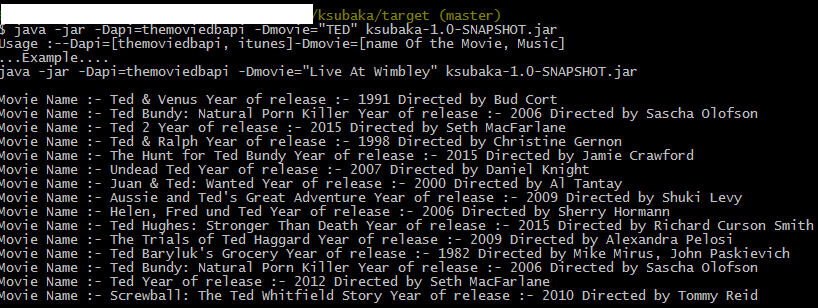 /ksubaka/target (master)
$ java -jar -Dapi=themoviedbapi -Dmovie="TED" ksubaka-1.0-SNAPSHOT.jar
Usage :--Dapi=[themoviedbapi, itunes]-Dmovie=[name Of the Movie, Music]
...Example....
java -jar -Dapi=themoviedbapi -Dmovie="Live At Wimbley" ksubaka-1.0-SNAPSHOT.jar
Movie Name :- Ted & Venus Year of release :- 1991 Directed by Bud Cort
Movie Name :- Ted Bundy: Natural Porn Killer Year of release :- 2006 Directed by Sascha Olofson
Movie Name :- Ted 2 Year of release :- 2015 Directed by Seth MacFarlane
Movie Name :- Ted & Ralph Year of release :- 1998 Directed by Christine Gernon
Movie Name :- The Hunt for Ted Bundy Year of release :- 2015 Directed by Jamie Crawford
Movie Name :- Undead Ted Year of release :- 2007 Directed by Daniel Knight
Movie Name :- Juan & Ted: Wanted Year of release :- 2000 Directed by Al Tantay
Movie Name :- Aussie and Ted's Great Adventure Year of release :- 2009 Directed by Shuki Levy
Movie Name :- Helen, Fred und Ted Year of release :- 2006 Directed by Sherry Hormann
Movie Name :- Ted Hughes: Stronger Than Death Year of release :- 2015 Directed by Richard Curson Smith
Movie Name :- The Trials of Ted Haggard Year of release :- 2009 Directed by Alexandra Pelosi
Movie Name :- Ted Baryluk's Grocery Year of release :- 1982 Directed by Mike Mirus, John Paskievich
Movie Name :- Ted Bundy: Natural Porn Killer Year of release :- 2006 Directed by Sascha Olofson
Movie Name :- Ted Year of release :- 2012 Directed by Seth MacFarlane
Movie Name :- Screwball: The Ted Whitfield Story Year of release :- 2010 Directed by Tommy Reid